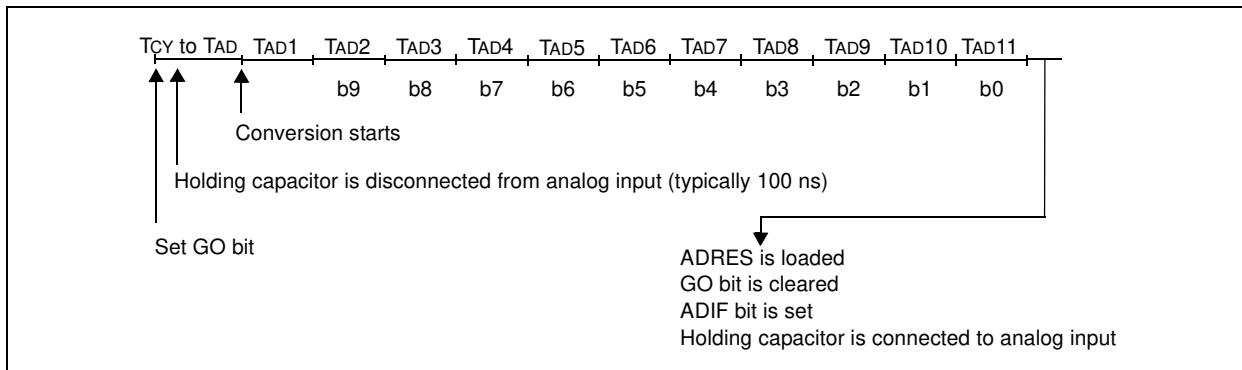 TCY to TAD TAD1 TAD2 TAD3 TAD4 TAD5 TAD6 TAD7 TAD8 TAD9 TAD10 TAD11
b9 b8 b7 b6 b5 b4 b3 b2 b1 b0
Conversion starts
Holding capacitor is disconnected from analog input (typically 100 ns)
Set GO bit
ADRES is loaded
GO bit is cleared
ADIF bit is set
Holding capacitor is connected to analog input